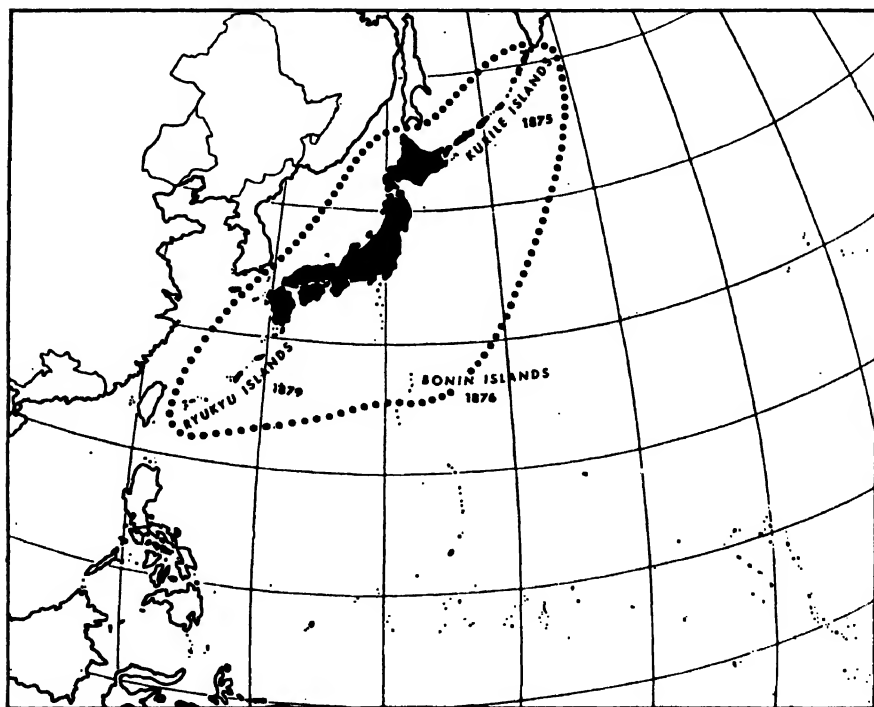 KURILE ISLANDS
1875
BONIN ISLANDS
1876
RYUKYU ISLANDS
1879